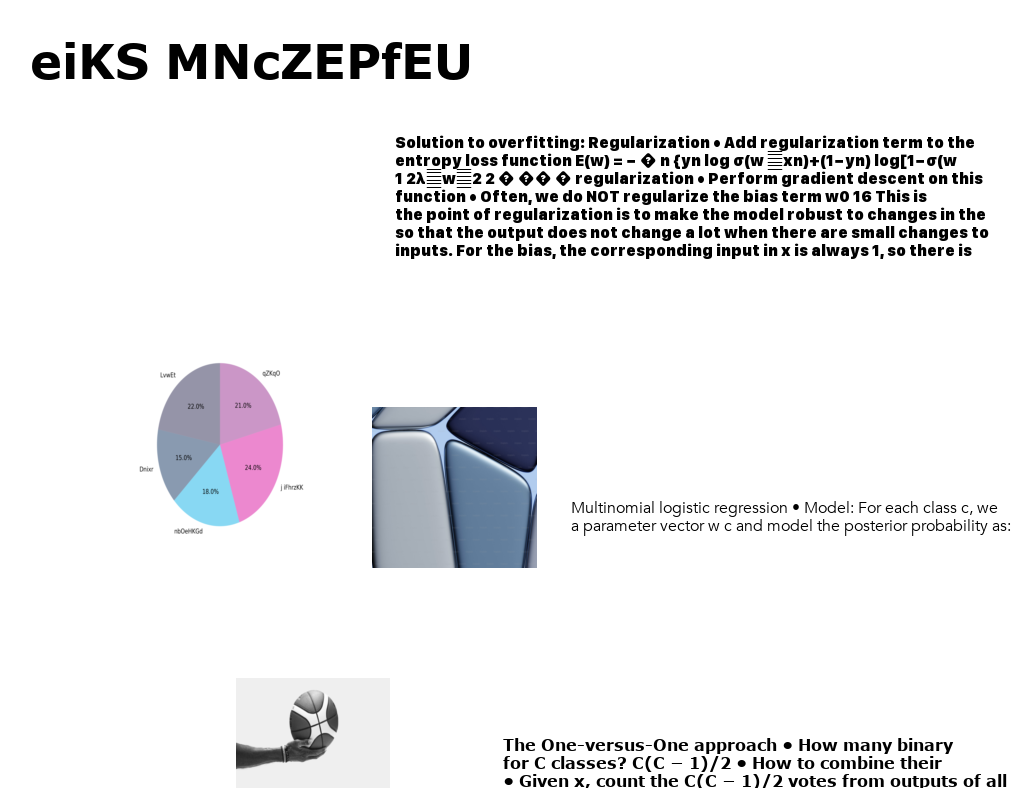 eiKS MNcZEPfEU
Solution to overfitting: Regularization • Add regularization term to the
entropy loss function E(w) = − � n {yn log σ(w xn)+(1−yn) log[1−σ(w
1 2λ w 2 2 � �� � regularization • Perform gradient descent on this
function • Often, we do NOT regularize the bias term w0 16 This is
the point of regularization is to make the model robust to changes in the
so that the output does not change a lot when there are small changes to
inputs. For the bias, the corresponding input in x is always 1, so there is
LvwEt
qZKqO
22.0%
21.0%
15.0%
Dnixr
24.0%
j iFhrzKK
18.0%
nbOeHKGd
Multinomial logistic regression • Model: For each class c, we
a parameter vector w c and model the posterior probability as:
The One-versus-One approach • How many binary
for C classes? C(C − 1)/2 • How to combine their
• Given x, count the C(C − 1)/2 votes from outputs of all